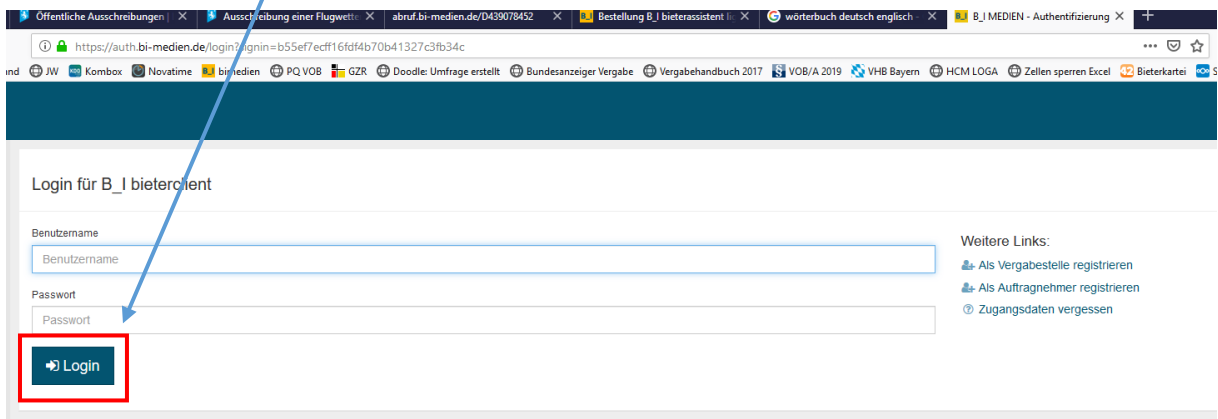 Öffentliche Ausschreibungen | Ausschreibung einer Flugwette abruf.bi-medien.de/D439078452 B_I Bestellung B_I bieterassistent li wörterbuch deutsch englisch - B_I B_I MEDIEN - Authentifizierung
https://auth.bi-medien.de/login?signin=b55ef7ecff16fdf4b70b41327c3fb34c
JW Kombox Novatime bi medien PQ VOB GZR Doodle: Umfrage erstellt Bundesanzeiger Vergabe Vergabehandbuch 2017 VOB/A 2019 VHB Bayern HCM LOGA Zellen sperren Excel Bieterkartei
Login für B_I bieterclient
Benutzername
Benutzername
Passwort
Passwort
Login
Weitere Links:
Als Vergabestelle registrieren
Als Auftragnehmer registrieren
Zugangsdaten vergessen